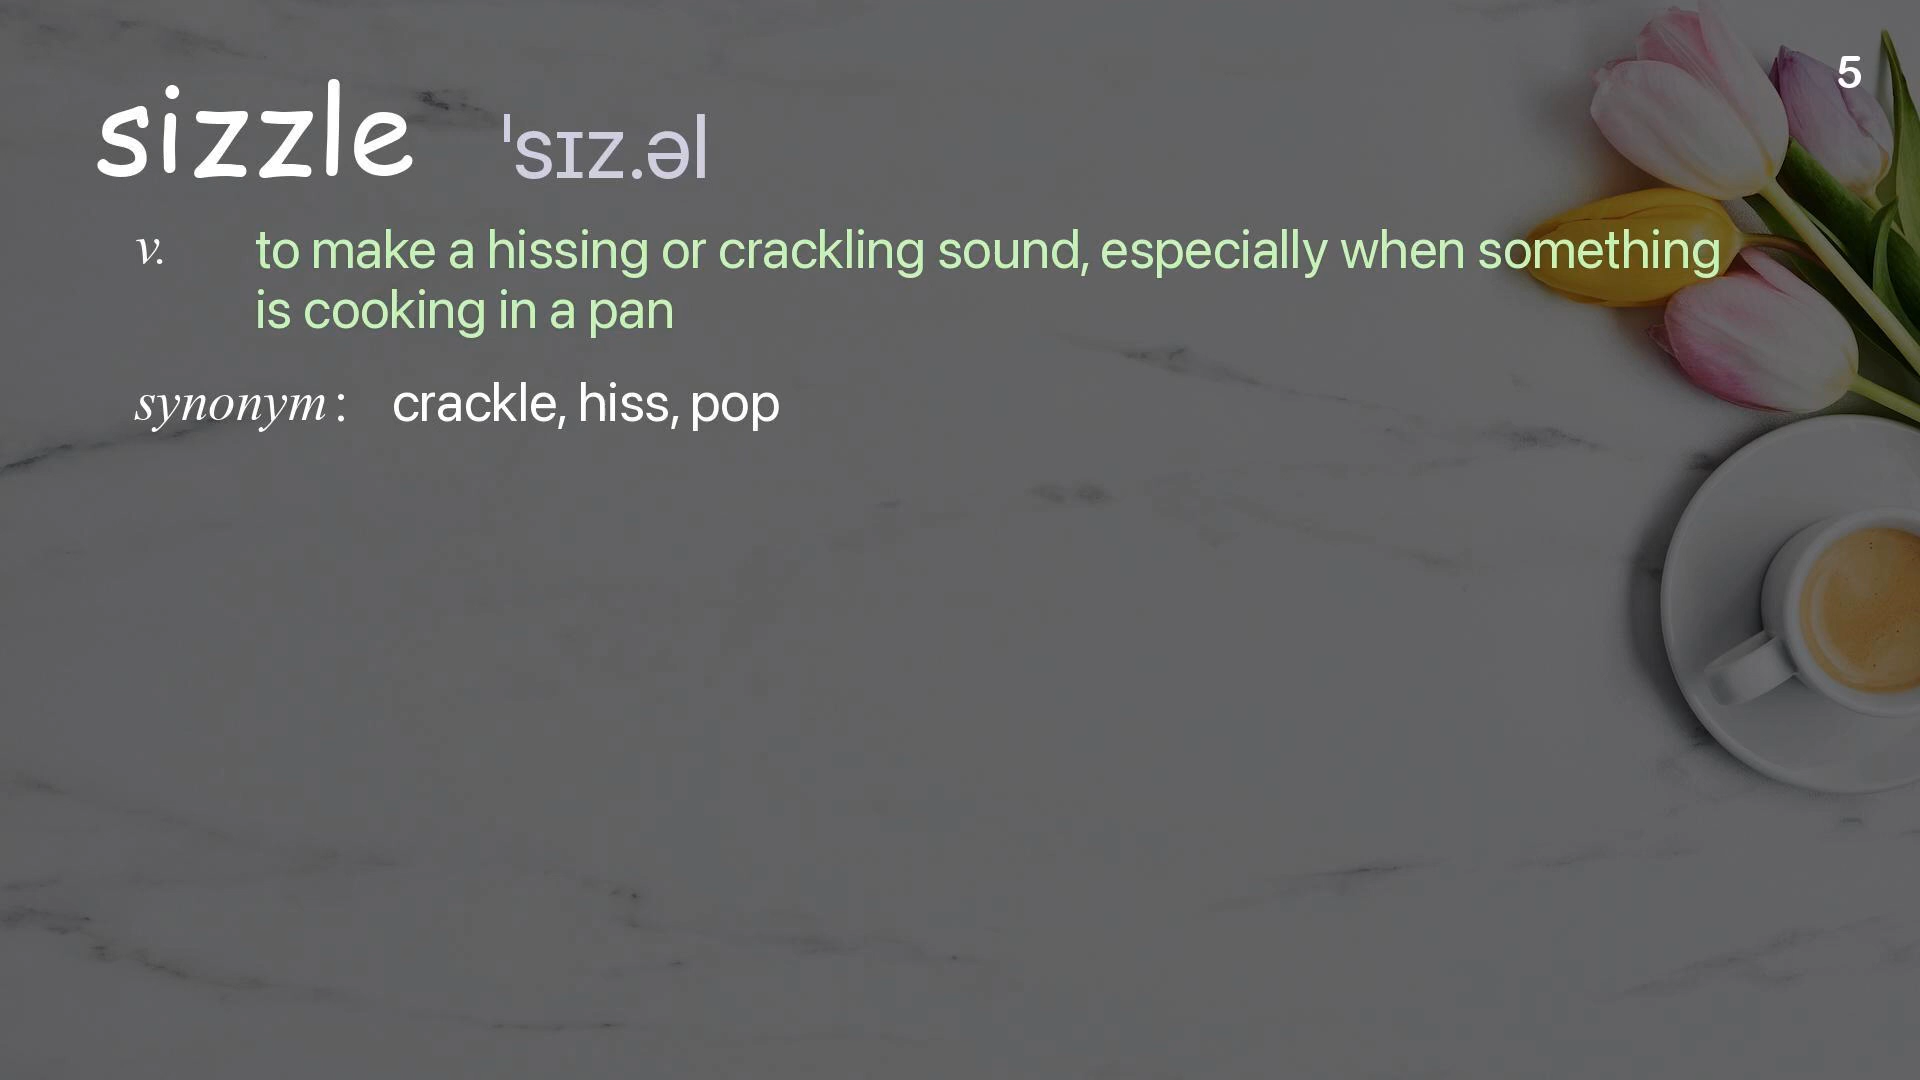 5
sizzle ˈsɪz.əl
v. to make a hissing or crackling sound, especially when something
is cooking in a pan
synonym: crackle, hiss, pop